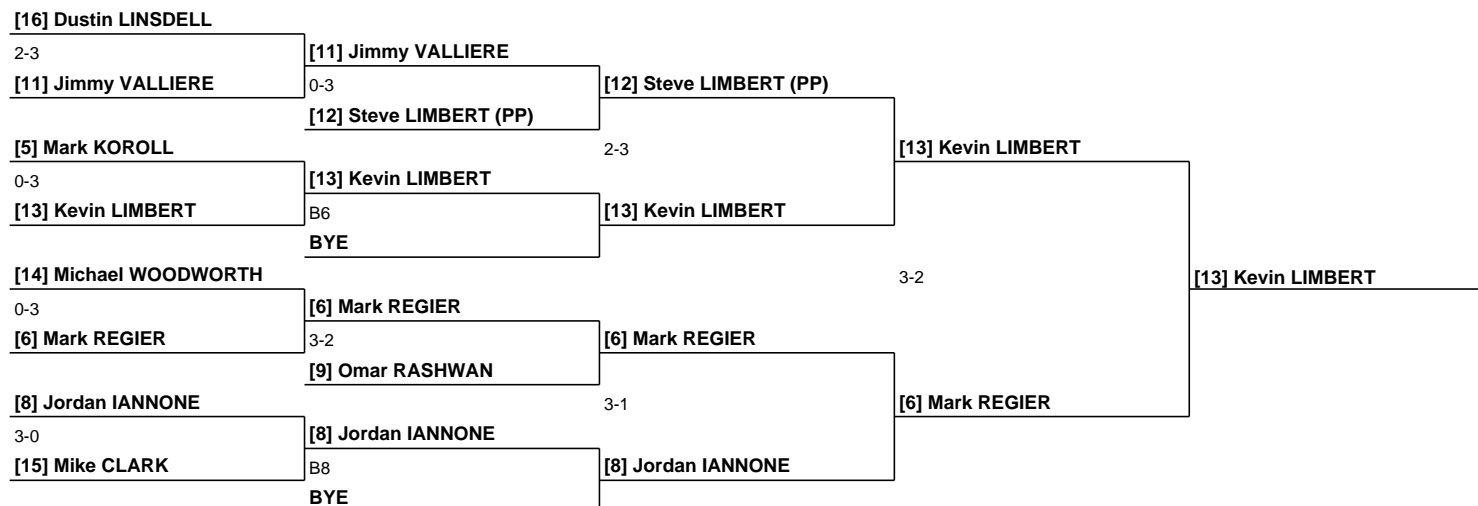 [16] Dustin LINSDELL
2-3
[11] Jimmy VALLIERE
[11] Jimmy VALLIERE
0-3
[12] Steve LIMBERT (PP)
[12] Steve LIMBERT (PP)
[5] Mark KOROLL
0-3
[13] Kevin LIMBERT
[13] Kevin LIMBERT
B6
BYE
2-3
[13] Kevin LIMBERT
[13] Kevin LIMBERT
[14] Michael WOODWORTH
0-3
[6] Mark REGIER
[6] Mark REGIER
3-2
[9] Omar RASHWAN
[6] Mark REGIER
[8] Jordan IANNONE
3-0
[15] Mike CLARK
[8] Jordan IANNONE
B8
BYE
3-1
[8] Jordan IANNONE
[6] Mark REGIER
3-2
[13] Kevin LIMBERT